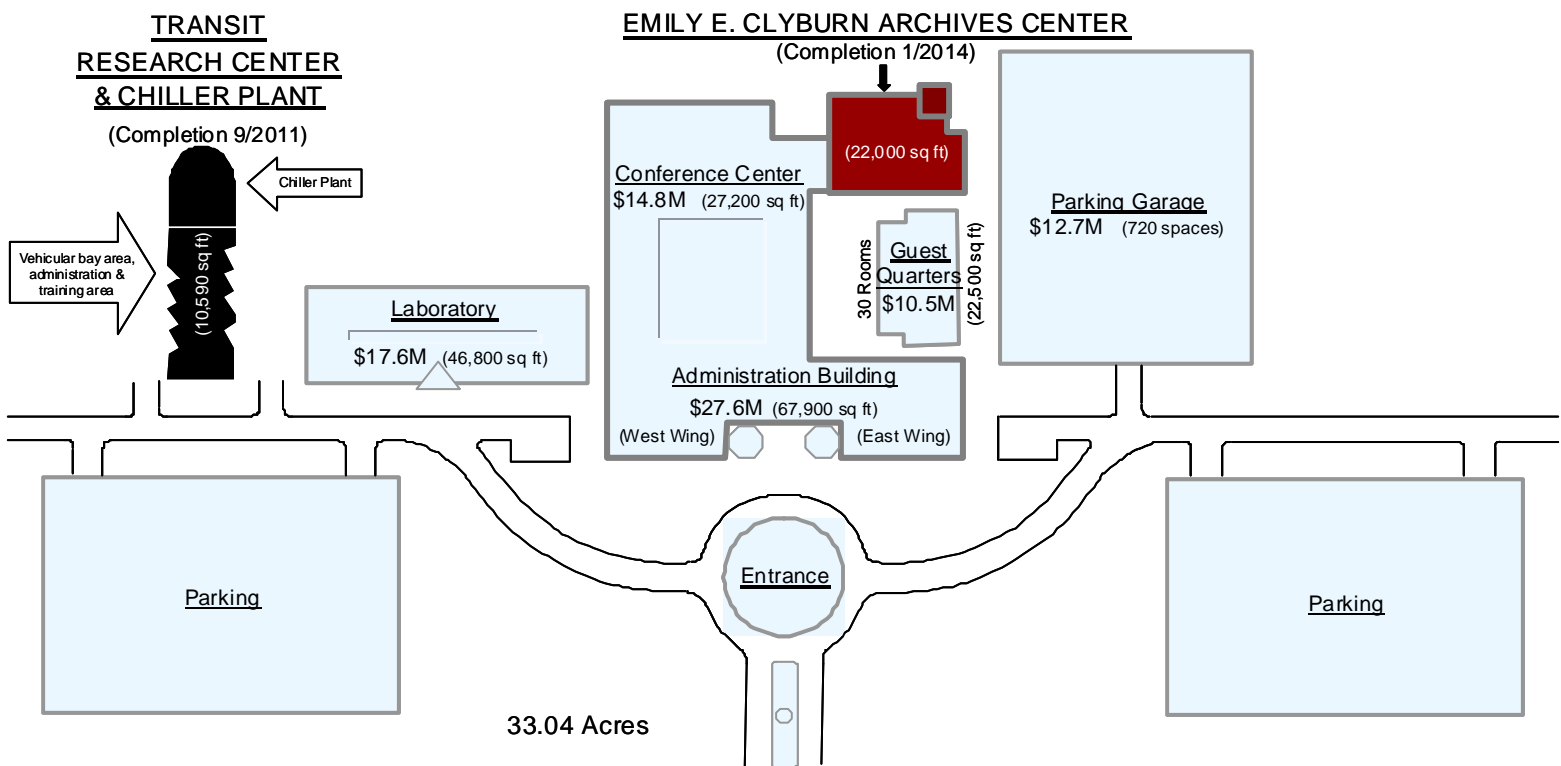 TRANSIT
RESEARCH CENTER
& CHILLER PLANT
(Completion 9/2011)
Chiller Plant
Vehicular bay area,
administration &
training area
(10,590 sq ft)
EMILY E. CLYBURN ARCHIVES CENTER
(Completion 1/2014)
(22,000 sq ft)
Conference Center
$14.8M (27,200 sq ft)
Parking Garage
$12.7M (720 spaces)
30 Rooms
Guest
Quarters
$10.5M
(22,500 sq ft)
Laboratory
$17.6M (46,800 sq ft)
Administration Building
$27.6M (67,900 sq ft)
(West Wing)
(East Wing)
Entrance
Parking
Parking
33.04 Acres